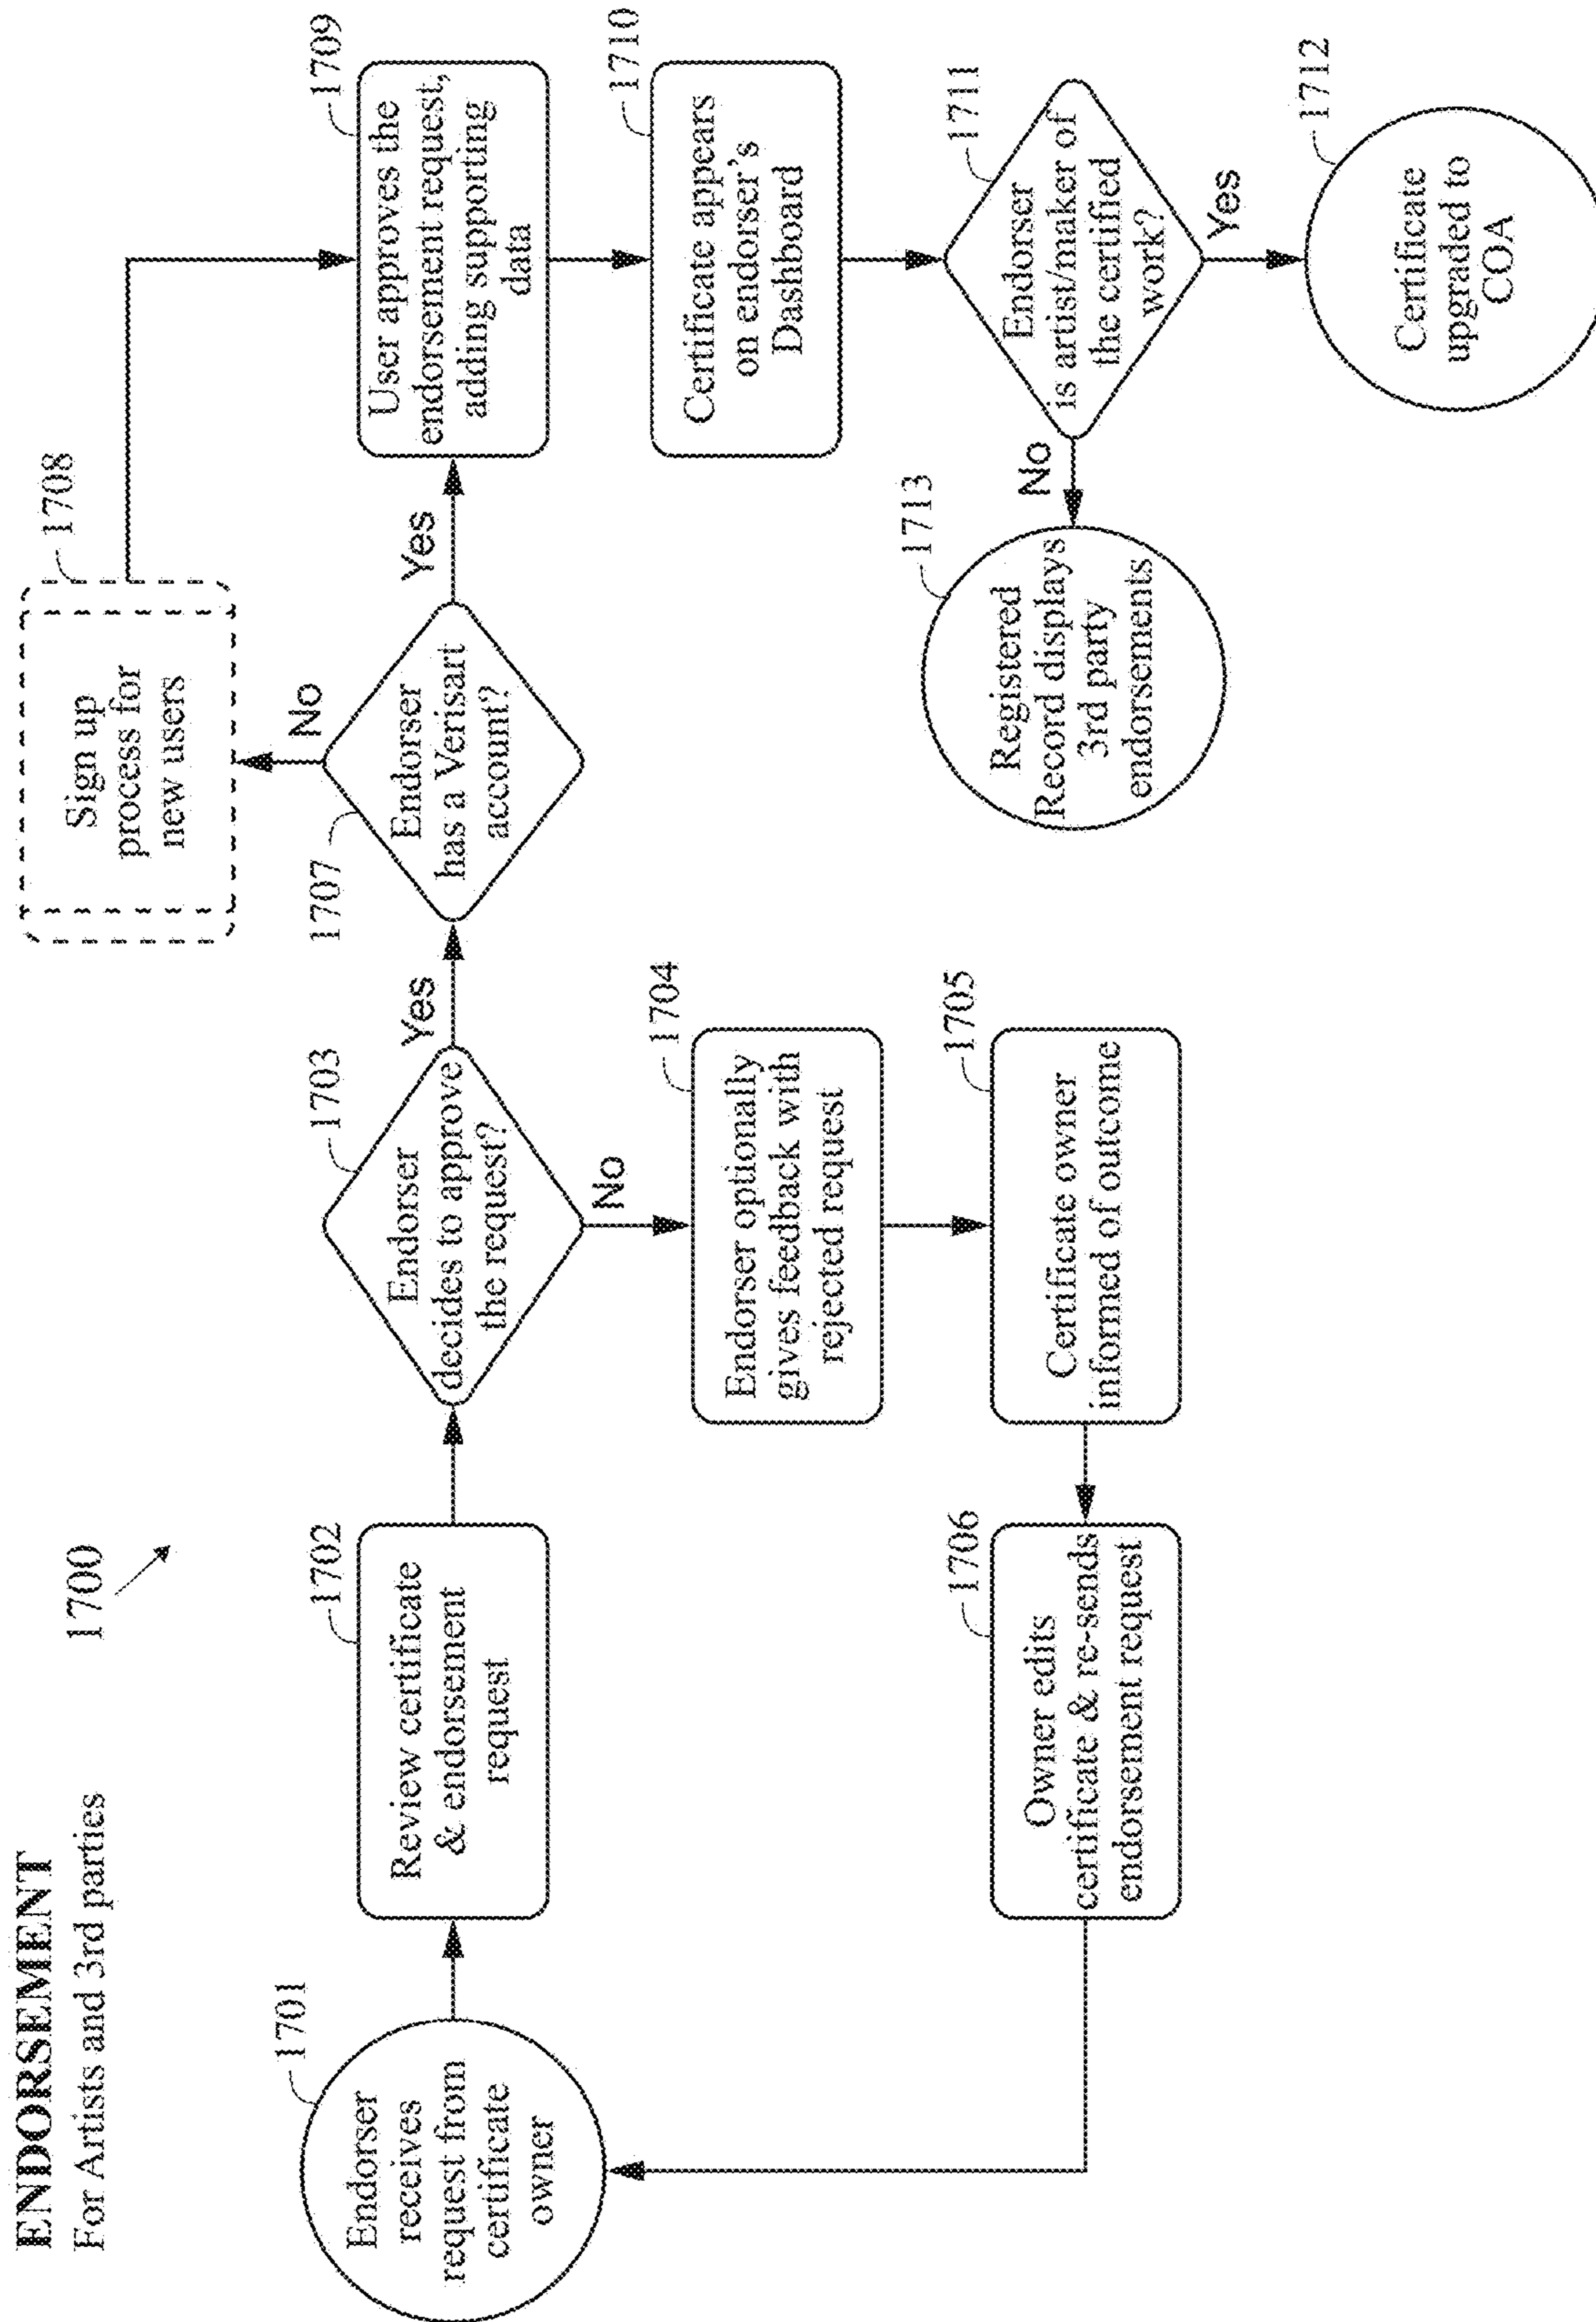 ENDORSEMENT
For Artists and 3rd parties
1700
1701
Endorser
receives
request from
certificate
owner
1702
Review certificate
& endorsement
request
1703
Endorser
decides to approve
the request?
Yes
No
1704
Endorser optionally
gives feedback with
rejected request
1705
Certificate owner
informed of outcome
1706
Owner edits
certificate & re-sends
endorsement request
1707
Endorser
has a Verisart
account?
No
Yes
1708
Sign up
process for
new users
1709
User approves the
endorsement request,
adding supporting
data
1710
Certificate appears
on endorser's
Dashboard
1711
Endorser
is artist/maker of
the certified
work?
No
Yes
1712
Certificate
upgraded to
COA
1713
Registered
Record displays
3rd party
endorsements